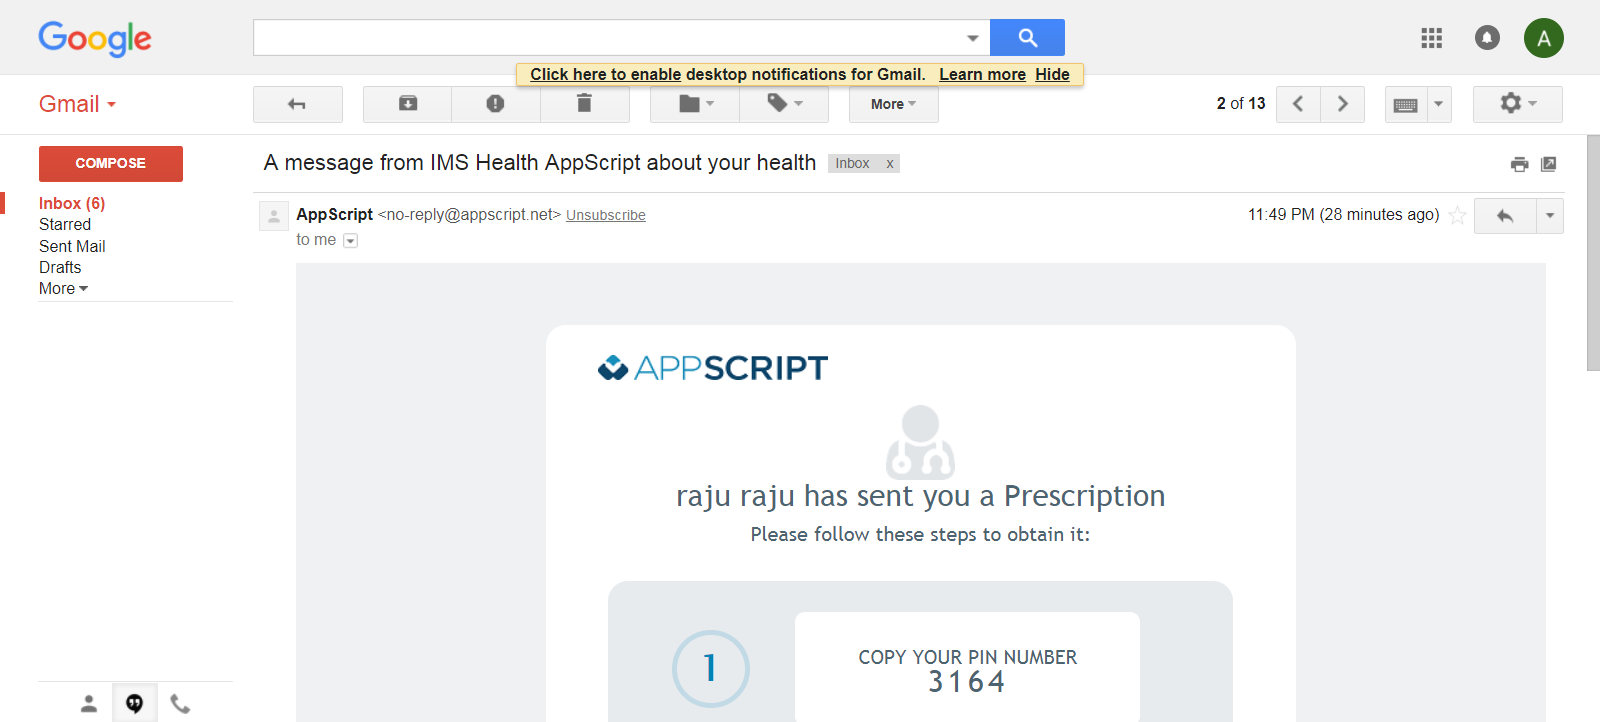 Google
Click here to enable desktop notifications for Gmail. Learn more Hide
Gmail
More
2 of 13
COMPOSE
Inbox (6)
Starred
Sent Mail
Drafts
More
A message from IMS Health AppScript about your health Inbox x
AppScript <no-reply@appscript.net> Unsubscribe
11:49 PM (28 minutes ago)
to me
APPSCRIPT
raju raju has sent you a Prescription
Please follow these steps to obtain it:
1
COPY YOUR PIN NUMBER
3164
A